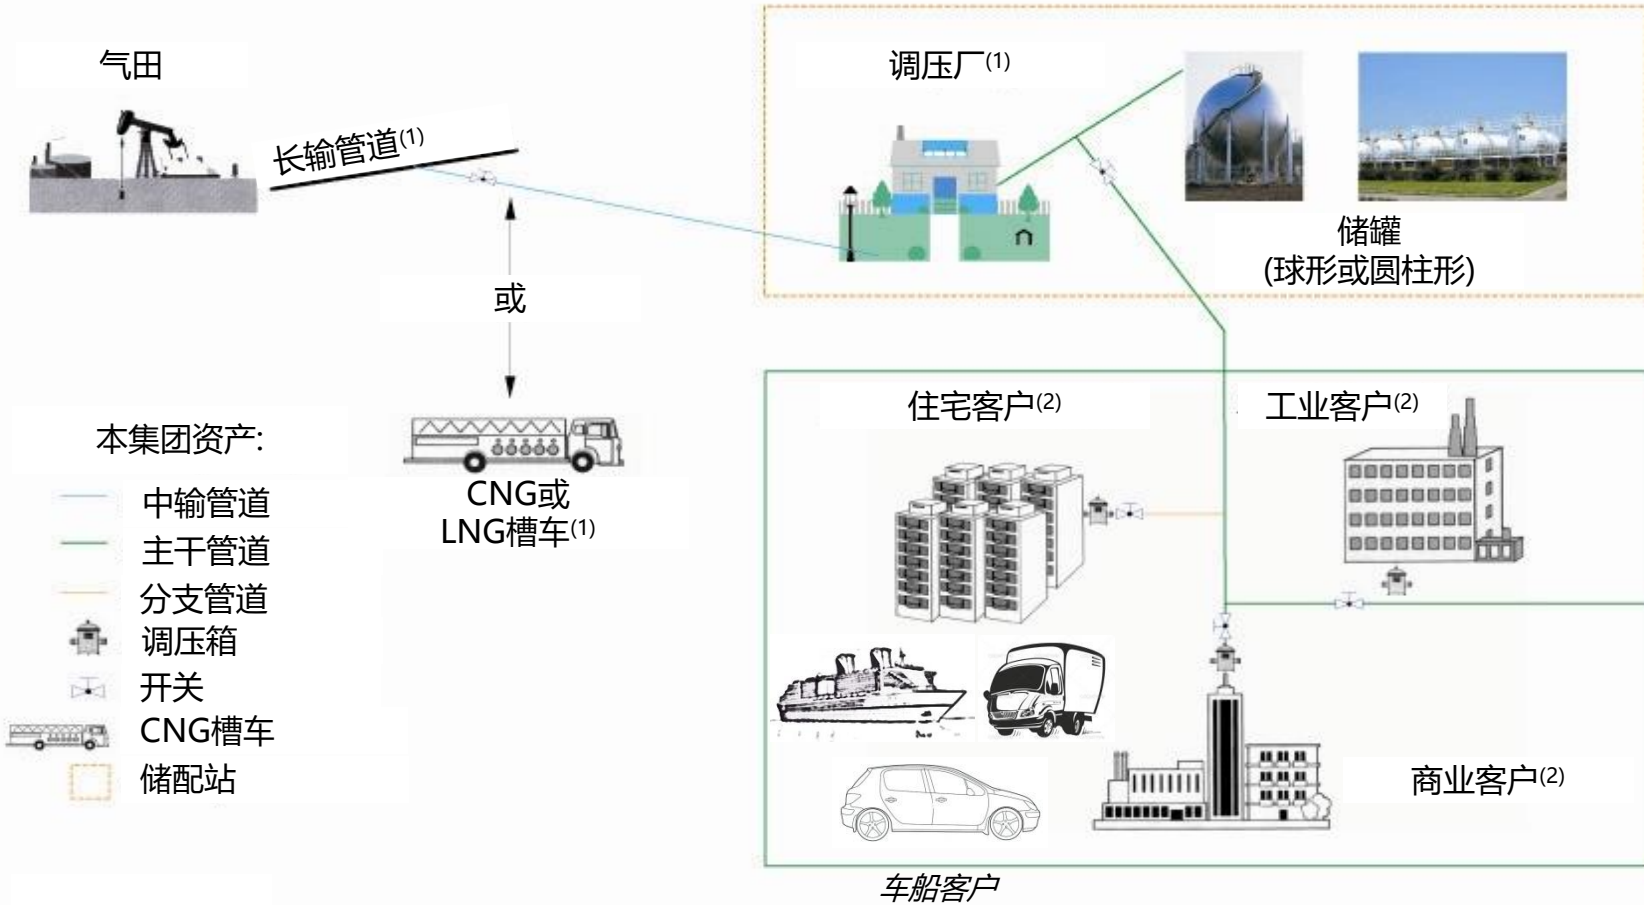 气田
长输管道(1)
调压厂(1)
储罐
(球形或圆柱形)
或
CNG或
LNG槽车(1)
本集团资产:
中输管道
主干管道
分支管道
调压箱
开关
CNG槽车
储配站
住宅客户(2)
工业客户(2)
商业客户(2)
车船客户